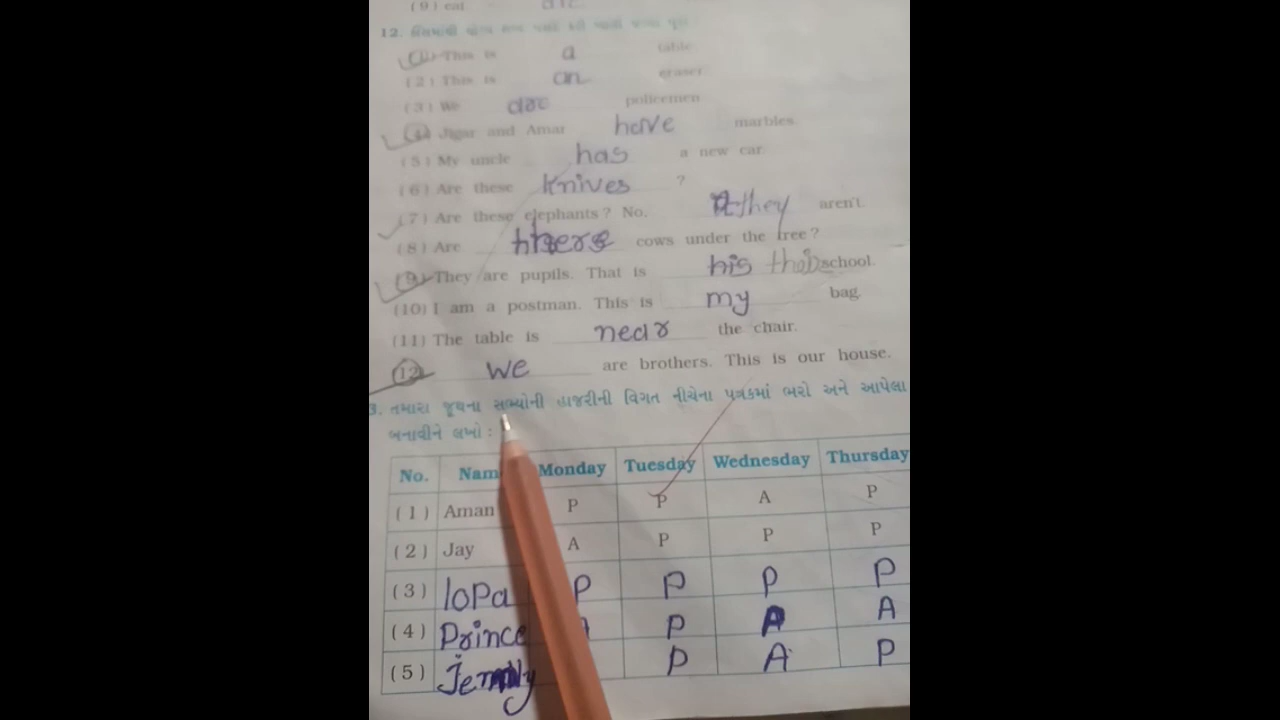 (9) eat
12.
(1) This is a table.
(2) This is an eraser.
(3) We are policemen.
(4) Jigar and Amar have marbles.
(5) My uncle has a new car.
(6) Are these knives ?
(7) Are these elephants? No. they aren't.
(8) Are cows under the tree?
(9) They are pupils. That is his school.
(10) I am a postman. This is my bag.
(11) The table is near the chair.
(12) We are brothers. This is our house.
3. તમારા જૂથના સભ્યોની હાજરીની વિગત નીચેના પત્રકમાં ભરો અને આપેલા
બનાવીને લખો :
No. Nam Monday Tuesday Wednesday Thursday
(1) Aman P P A P
(2) Jay A P P P
(3) lopa P P P P
(4) Prince P A A
(5) P A P